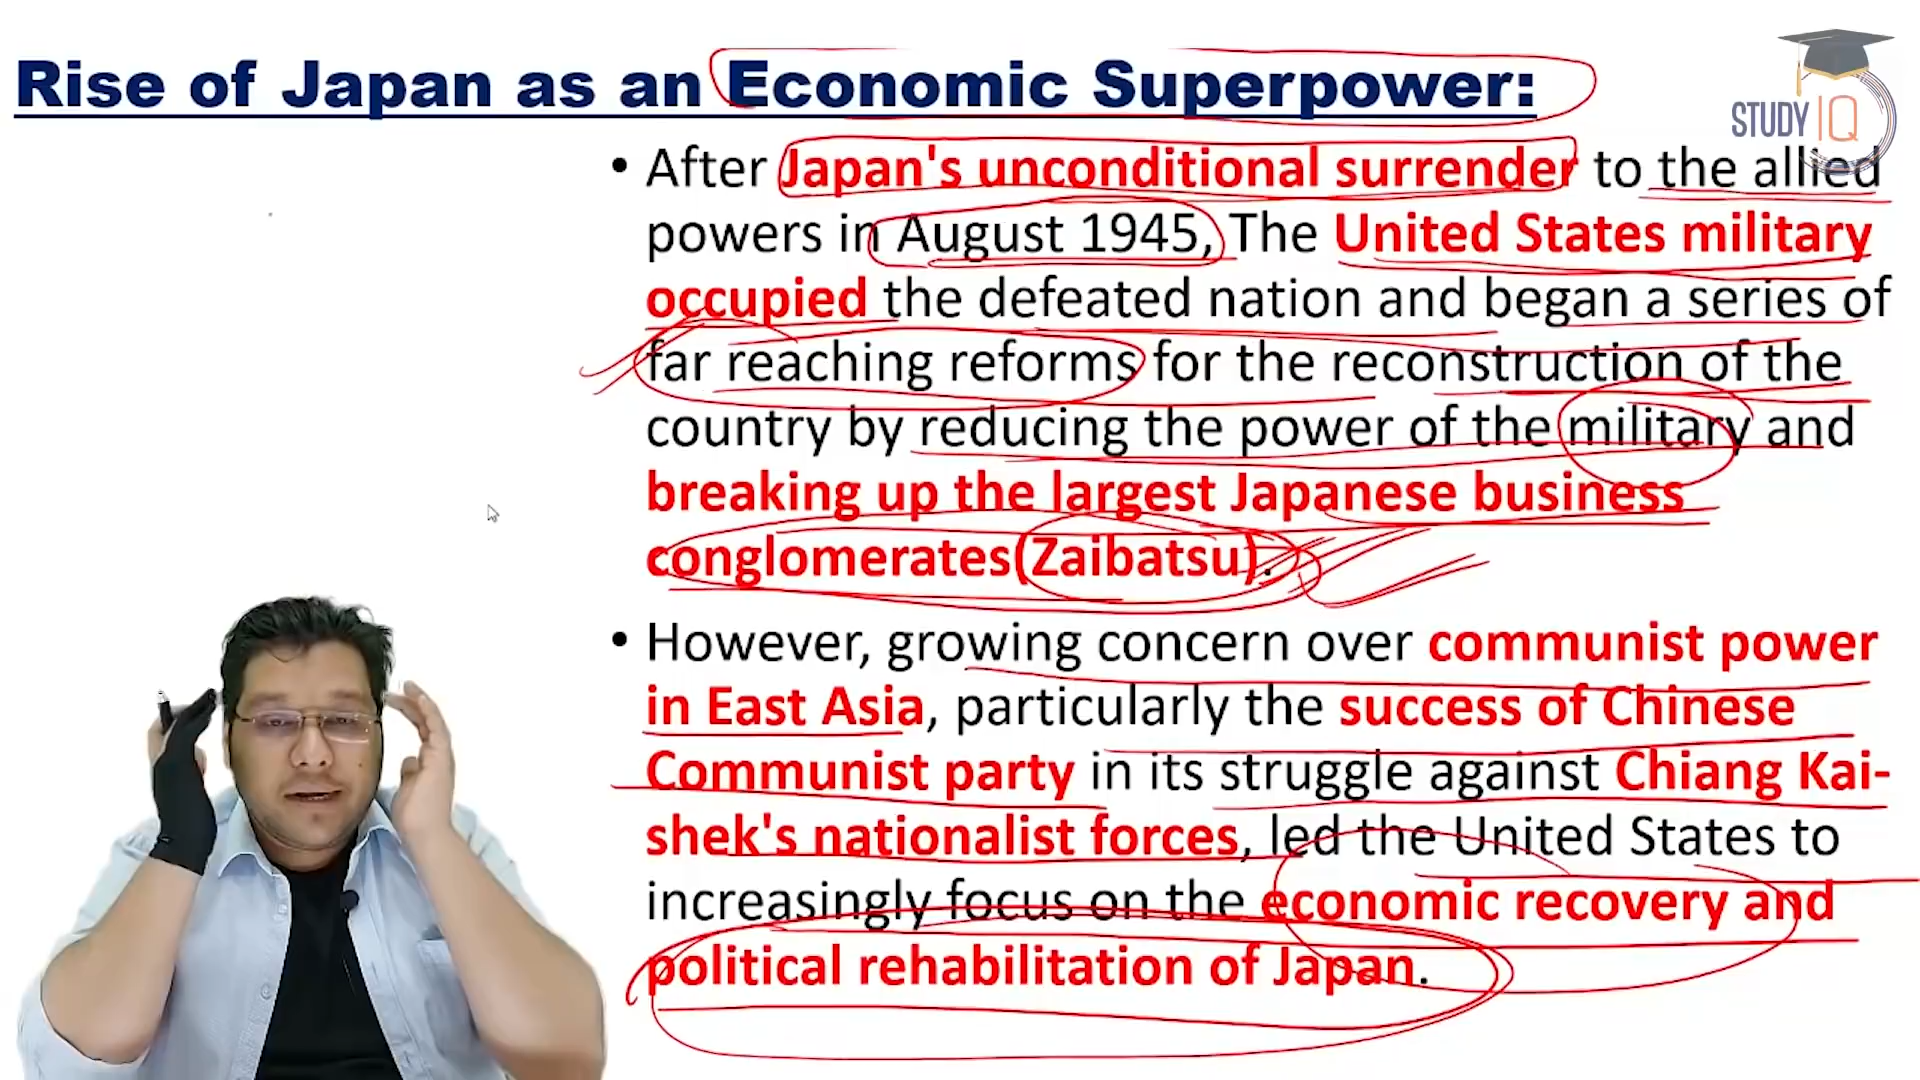 Rise of Japan as an Economic Superpower:
STUDY IQ
• After Japan's unconditional surrender to the allied
powers in August 1945, The United States military
occupied the defeated nation and began a series of
far reaching reforms for the reconstruction of the
country by reducing the power of the military and
breaking up the largest Japanese business
conglomerates(Zaibatsu).
• However, growing concern over communist power
in East Asia, particularly the success of Chinese
Communist party in its struggle against Chiang Kai-
shek's nationalist forces, led the United States to
increasingly focus on the economic recovery and
political rehabilitation of Japan.